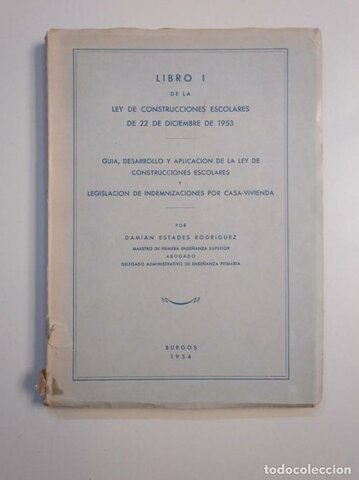 LIBRO I
DE LA
LEY DE CONSTRUCCIONES ESCOLARES
DE 22 DE DICIEMBRE DE 1953
GUIA, DESARROLLO Y APLICACION DE LA LEY DE
CONSTRUCCIONES ESCOLARES
Y
LEGISLACION DE INDEMNIZACIONES POR CASA-VIVIENDA
POR
DAMIAN ESTADES RODRIGUEZ
MAESTRO DE PRIMERA ENSEÑANZA SUPERIOR
ABOGADO
DELEGADO ADMINISTRATIVO DE ENSEÑANZA PRIMARIA
BURGOS
1954
todocoleccion